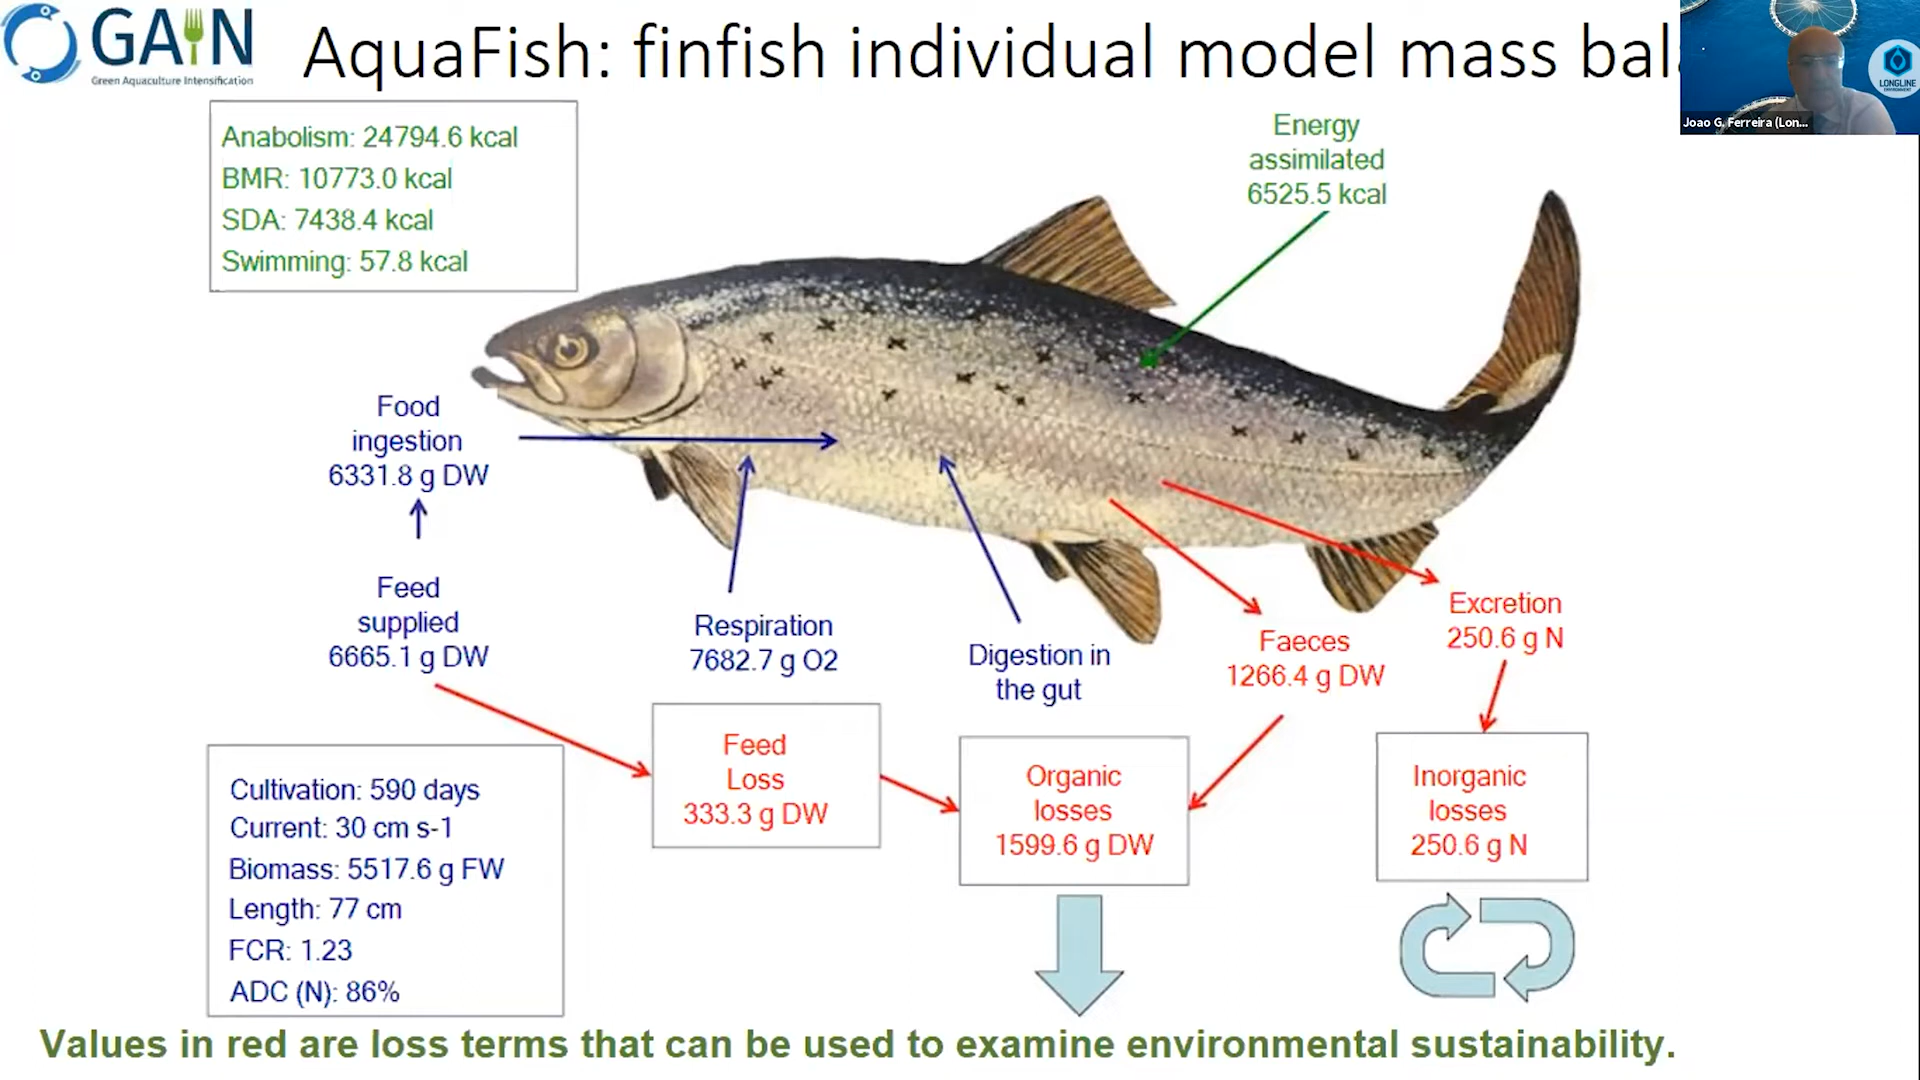 GAIN
Green Aquaculture Intensification
AquaFish: finfish individual model mass bal
LONGLINE
ENVIRONMENT
Joao G. Ferreira (Lon...
Anabolism: 24794.6 kcal
BMR: 10773.0 kcal
SDA: 7438.4 kcal
Swimming: 57.8 kcal
Energy
assimilated
6525.5 kcal
Food
ingestion
6331.8 g DW
Feed
supplied
6665.1 g DW
Respiration
7682.7 g O2
Digestion in
the gut
Faeces
1266.4 g DW
Excretion
250.6 g N
Feed
Loss
333.3 g DW
Organic
losses
1599.6 g DW
Inorganic
losses
250.6 g N
Cultivation: 590 days
Current: 30 cm s-1
Biomass: 5517.6 g FW
Length: 77 cm
FCR: 1.23
ADC (N): 86%
Values in red are loss terms that can be used to examine environmental sustainability.